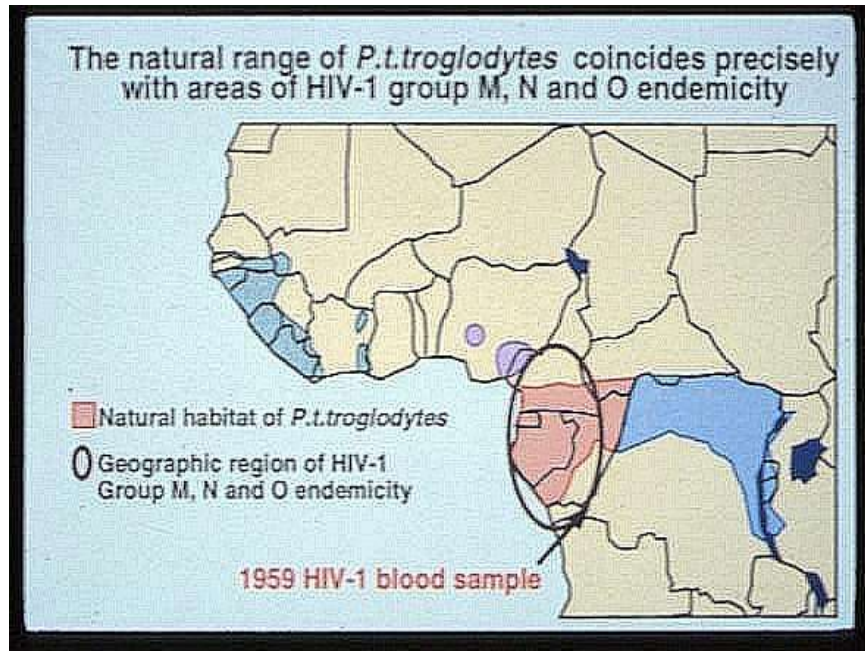 The natural range of P.t.troglodytes coincides precisely
with areas of HIV-1 group M, N and O endemicity
Natural habitat of P.t.troglodytes
Geographic region of HIV-1
Group M, N and O endemicity
1959 HIV-1 blood sample